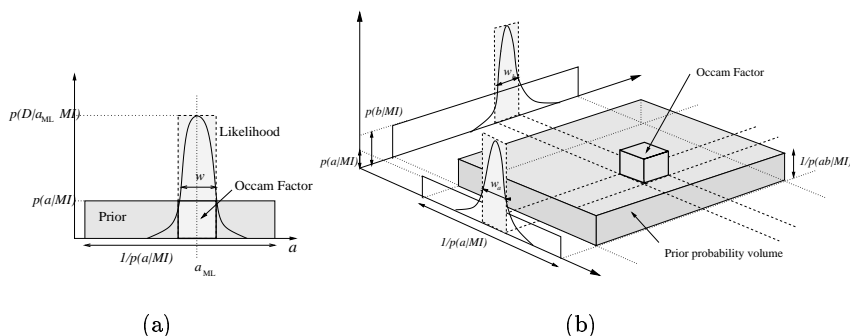 p(D/a_ML MI)
Likelihood
w
Occam Factor
p(a/MI)
Prior
1/p(a/MI)
a
a_ML
(a)
w_b
Occam Factor
p(b/MI)
p(a/MI)
1/p(ab/MI)
w_a
1/p(a/MI)
Prior probability volume
(b)